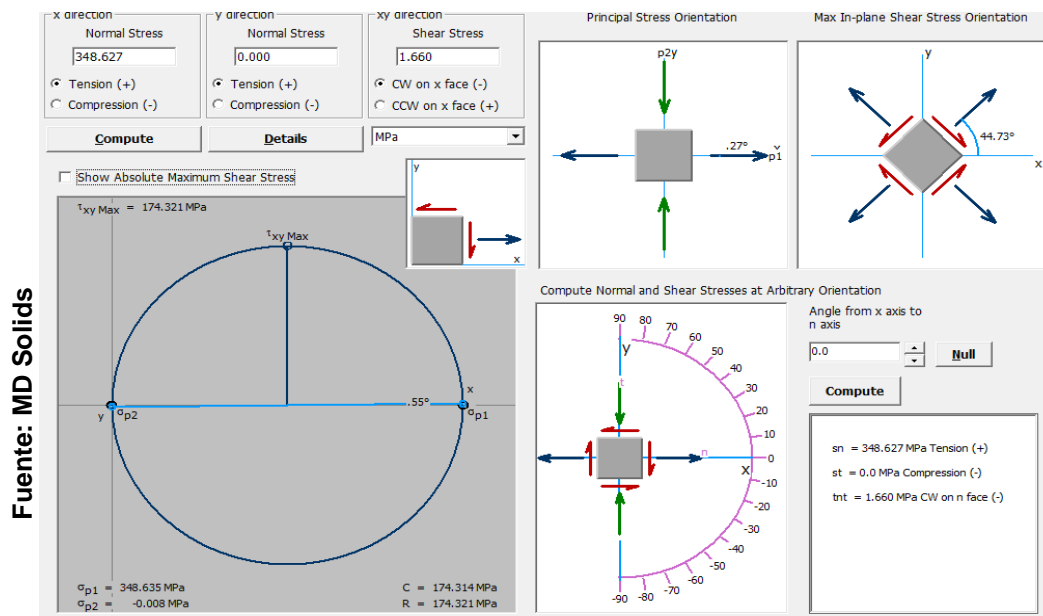 x direction
Normal Stress
348.627
Tension (+)
Compression (-)
y direction
Normal Stress
0.000
Tension (+)
Compression (-)
xy direction
Shear Stress
1.660
CW on x face (-)
CCW on x face (+)
Compute
Details
MPa
Show Absolute Maximum Shear Stress
τxy Max = 174.321 MPa
τxy Max
x
.55°
σp1
y
σp2
σp1 = 348.635 MPa
σp2 = -0.008 MPa
C = 174.314 MPa
R = 174.321 MPa
y
x
Principal Stress Orientation
p2y
.27°
p1
Max In-plane Shear Stress Orientation
y
44.73°
x
Compute Normal and Shear Stresses at Arbitrary Orientation
90
80
70
60
50
40
30
20
10
0
-10
-20
-30
-40
-50
-60
-70
-80
-90
y
t
n
x
Angle from x axis to
n axis
0.0
Null
Compute
sn = 348.627 MPa Tension (+)
st = 0.0 MPa Compression (-)
tnt = 1.660 MPa CW on n face (-)
Fuente: MD Solids